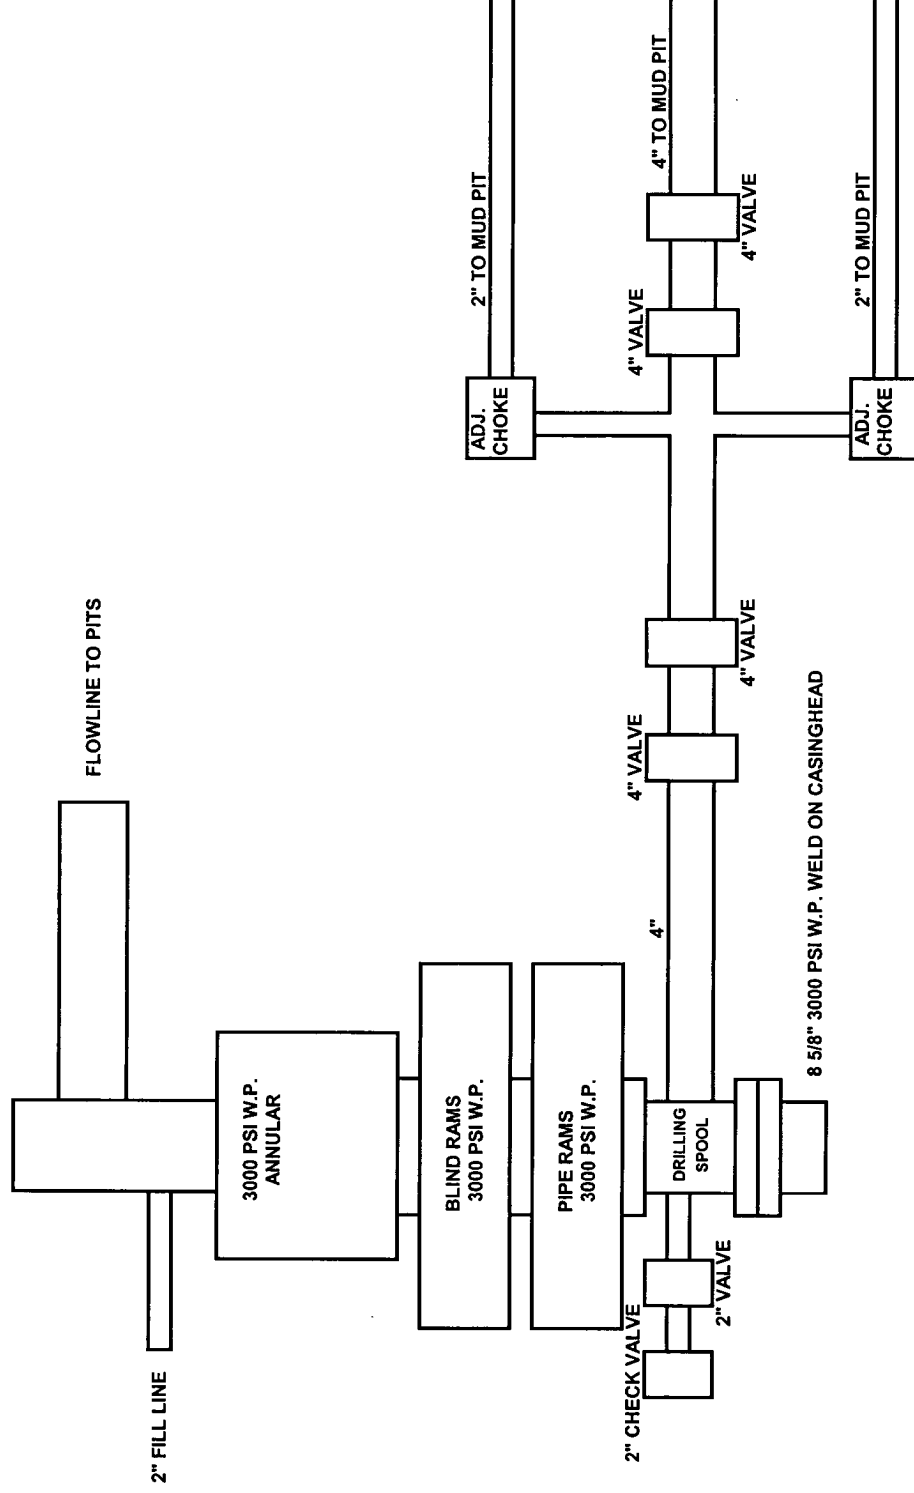 2" FILL LINE
FLOWLINE TO PITS
3000 PSI W.P.
ANNULAR
BLIND RAMS
3000 PSI W.P.
PIPE RAMS
3000 PSI W.P.
2" CHECK VALVE
2" VALVE
DRILLING
SPOOL
4"
4" VALVE
4" VALVE
ADJ.
CHOKE
2" TO MUD PIT
4" VALVE
4" VALVE
4" TO MUD PIT
ADJ.
CHOKE
2" TO MUD PIT
8 5/8" 3000 PSI W.P. WELD ON CASINGHEAD